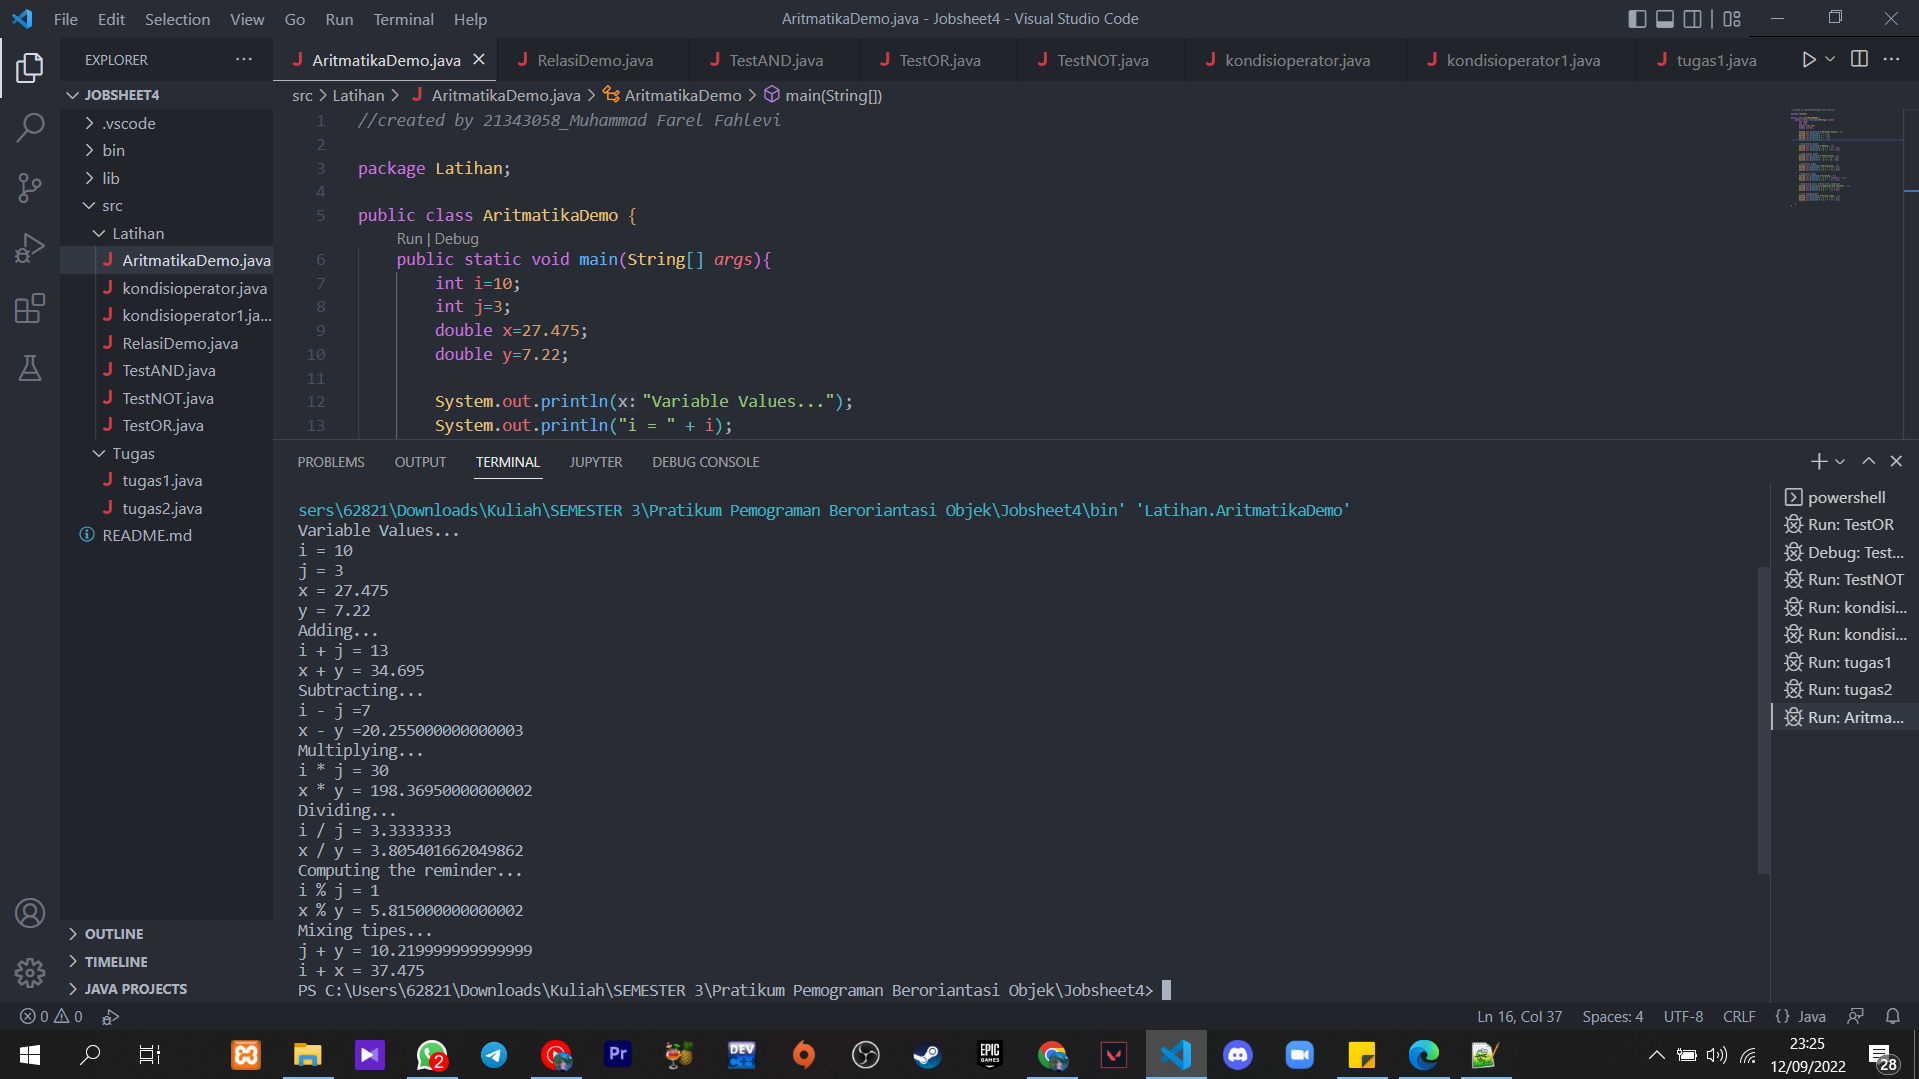 File Edit Selection View Go Run Terminal Help
AritmatikaDemo.java - Jobsheet4 - Visual Studio Code
EXPLORER
AritmatikaDemo.java
RelasiDemo.java
TestAND.java
TestOR.java
TestNOT.java
kondisioperator.java
kondisioperator1.java
tugas1.java
JOBSHEET4
.vscode
bin
lib
src
Latihan
AritmatikaDemo.java
kondisioperator.java
kondisioperator1.ja...
RelasiDemo.java
TestAND.java
TestNOT.java
TestOR.java
Tugas
tugas1.java
tugas2.java
README.md
OUTLINE
TIMELINE
JAVA PROJECTS
src > Latihan > AritmatikaDemo.java > AritmatikaDemo > main(String[])
1 //created by 21343058_Muhammad Farel Fahlevi
2
3 package Latihan;
4
5 public class AritmatikaDemo {
Run | Debug
6 public static void main(String[] args){
7 int i=10;
8 int j=3;
9 double x=27.475;
10 double y=7.22;
11
12 System.out.println(x: "Variable Values...");
13 System.out.println("i = " + i);
PROBLEMS OUTPUT TERMINAL JUPYTER DEBUG CONSOLE
sers\62821\Downloads\Kuliah\SEMESTER 3\Pratikum Pemograman Beroriantasi Objek\Jobsheet4\bin' 'Latihan.AritmatikaDemo'
Variable Values...
i = 10
j = 3
x = 27.475
y = 7.22
Adding...
i + j = 13
x + y = 34.695
Subtracting...
i - j =7
x - y =20.255000000000003
Multiplying...
i * j = 30
x * y = 198.36950000000002
Dividing...
i / j = 3.3333333
x / y = 3.805401662049862
Computing the reminder...
i % j = 1
x % y = 5.815000000000002
Mixing tipes...
j + y = 10.219999999999999
i + x = 37.475
PS C:\Users\62821\Downloads\Kuliah\SEMESTER 3\Pratikum Pemograman Beroriantasi Objek\Jobsheet4>
powershell
Run: TestOR
Debug: Test...
Run: TestNOT
Run: kondisi...
Run: kondisi...
Run: tugas1
Run: tugas2
Run: Aritma...
0 0
Ln 16, Col 37 Spaces: 4 UTF-8 CRLF {} Java
2
Pr
DEV C++
EPIC GAMES
23:25
12/09/2022
28